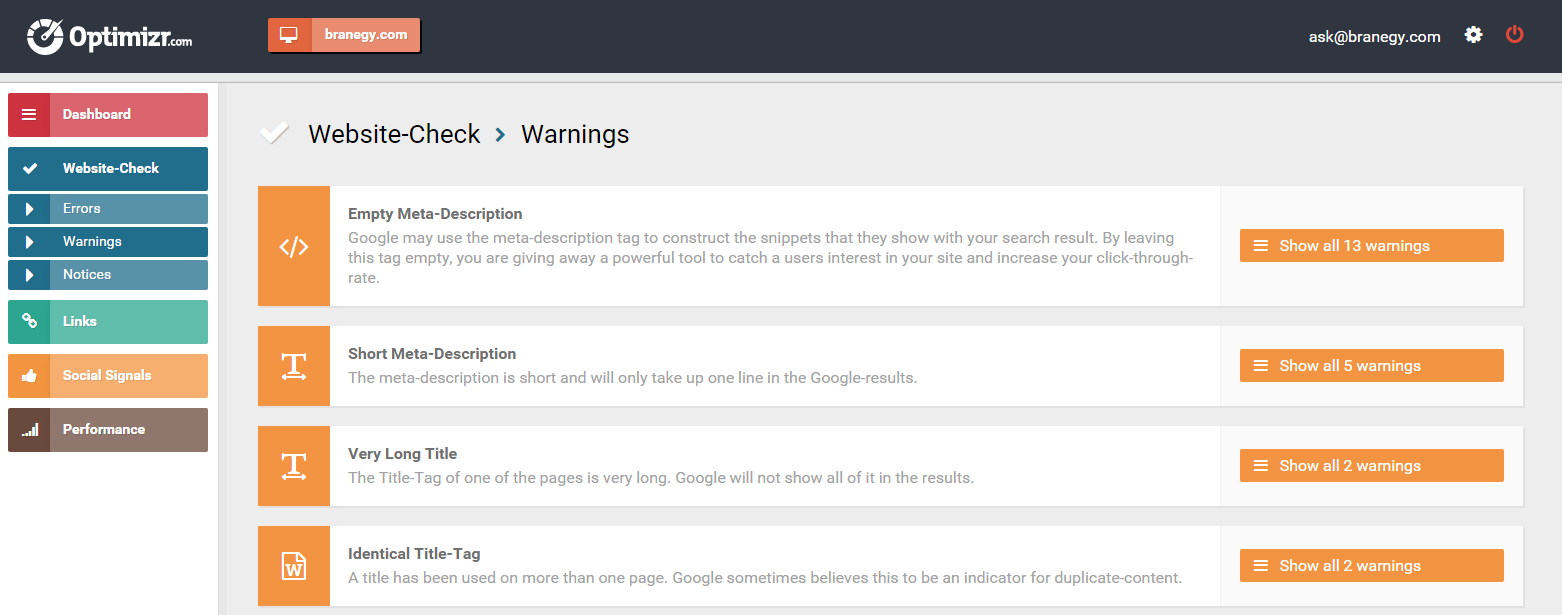 Optimizr.com
branegy.com
ask@branegy.com
Dashboard
Website-Check
Errors
Warnings
Notices
Links
Social Signals
Performance
Website-Check > Warnings
Empty Meta-Description
Google may use the meta-description tag to construct the snippets that they show with your search result. By leaving
this tag empty, you are giving away a powerful tool to catch a users interest in your site and increase your click-through-
rate.
Show all 13 warnings
Short Meta-Description
The meta-description is short and will only take up one line in the Google-results.
Show all 5 warnings
Very Long Title
The Title-Tag of one of the pages is very long. Google will not show all of it in the results.
Show all 2 warnings
W
Identical Title-Tag
A title has been used on more than one page. Google sometimes believes this to be an indicator for duplicate-content.
Show all 2 warnings